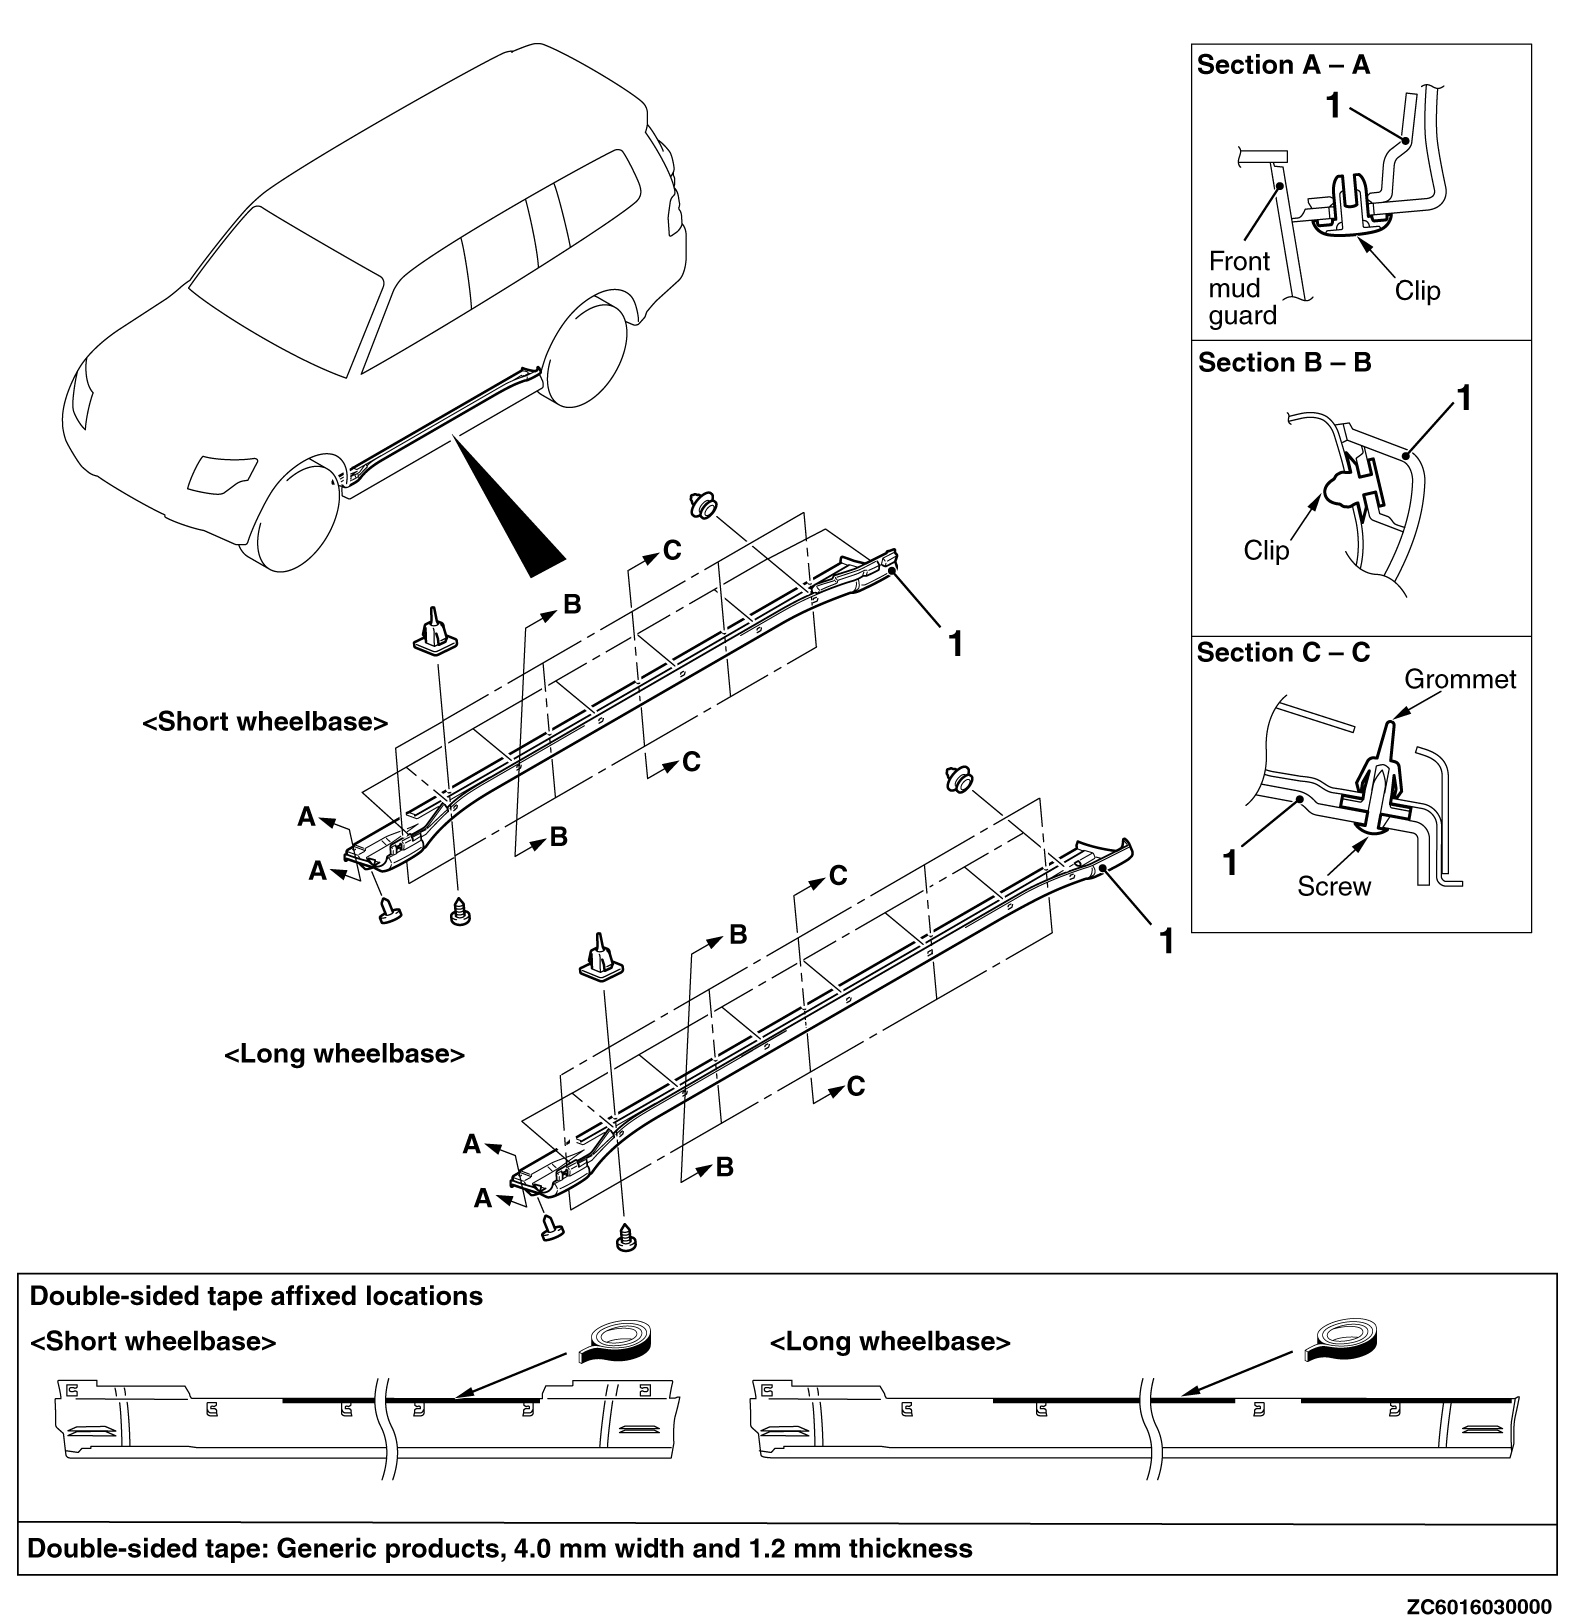 Section A – A
1
Front
mud
guard
Clip
Section B – B
1
Clip
Section C – C
Grommet
1
Screw
C
B
1
<Short wheelbase>
C
A
B
A
C
B
1
<Long wheelbase>
C
A
B
A
Double-sided tape affixed locations
<Short wheelbase>
<Long wheelbase>
Double-sided tape: Generic products, 4.0 mm width and 1.2 mm thickness
ZC6016030000